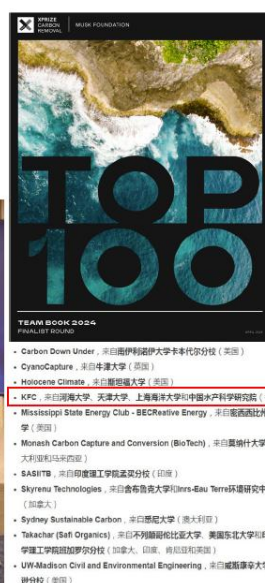 XPRIZE
CARBON
REMOVAL
MUSK FOUNDATION
TOP
100
TEAM BOOK 2024
FINALIST ROUND
• Carbon Down Under，来自南伊利诺伊大学卡本代尔分校（美国）
• CyanoCapture，来自牛津大学（英国）
• Holocene Climate，来自斯坦福大学（美国）
• KFC，来自河海大学、天津大学、上海海洋大学和中国水产科学研究院（
• Mississippi State Energy Club - BECReative Energy，来自密西西比州
学（美国）
• Monash Carbon Capture and Conversion (BioTech)，来自莫纳什大学
大利亚和马来西亚）
• SASIITB，来自印度理工学院孟买分校（印度）
• Skyrenu Technologies，来自舍布鲁克大学和Inrs-Eau Terre环境研究中
（加拿大）
• Sydney Sustainable Carbon，来自悉尼大学（澳大利亚）
• Takachar (Safi Organics)，来自不列颠哥伦比亚大学、美国东北大学和
学理工学院班加罗尔分校（加拿大、印度、肯尼亚和美国）
• UW-Madison Civil and Environmental Engineering，来自威斯康辛大
逊分校（美国）